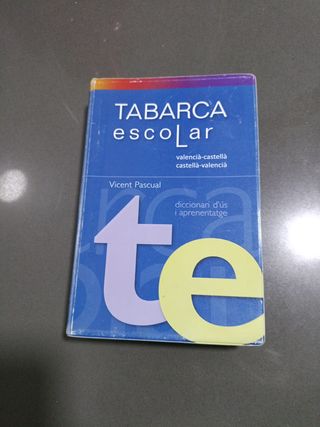 TABARCA
escoLar
valencià-castellà
castellà-valencià
Vicent Pascual
diccionari d'ús
i aprenentatge
te